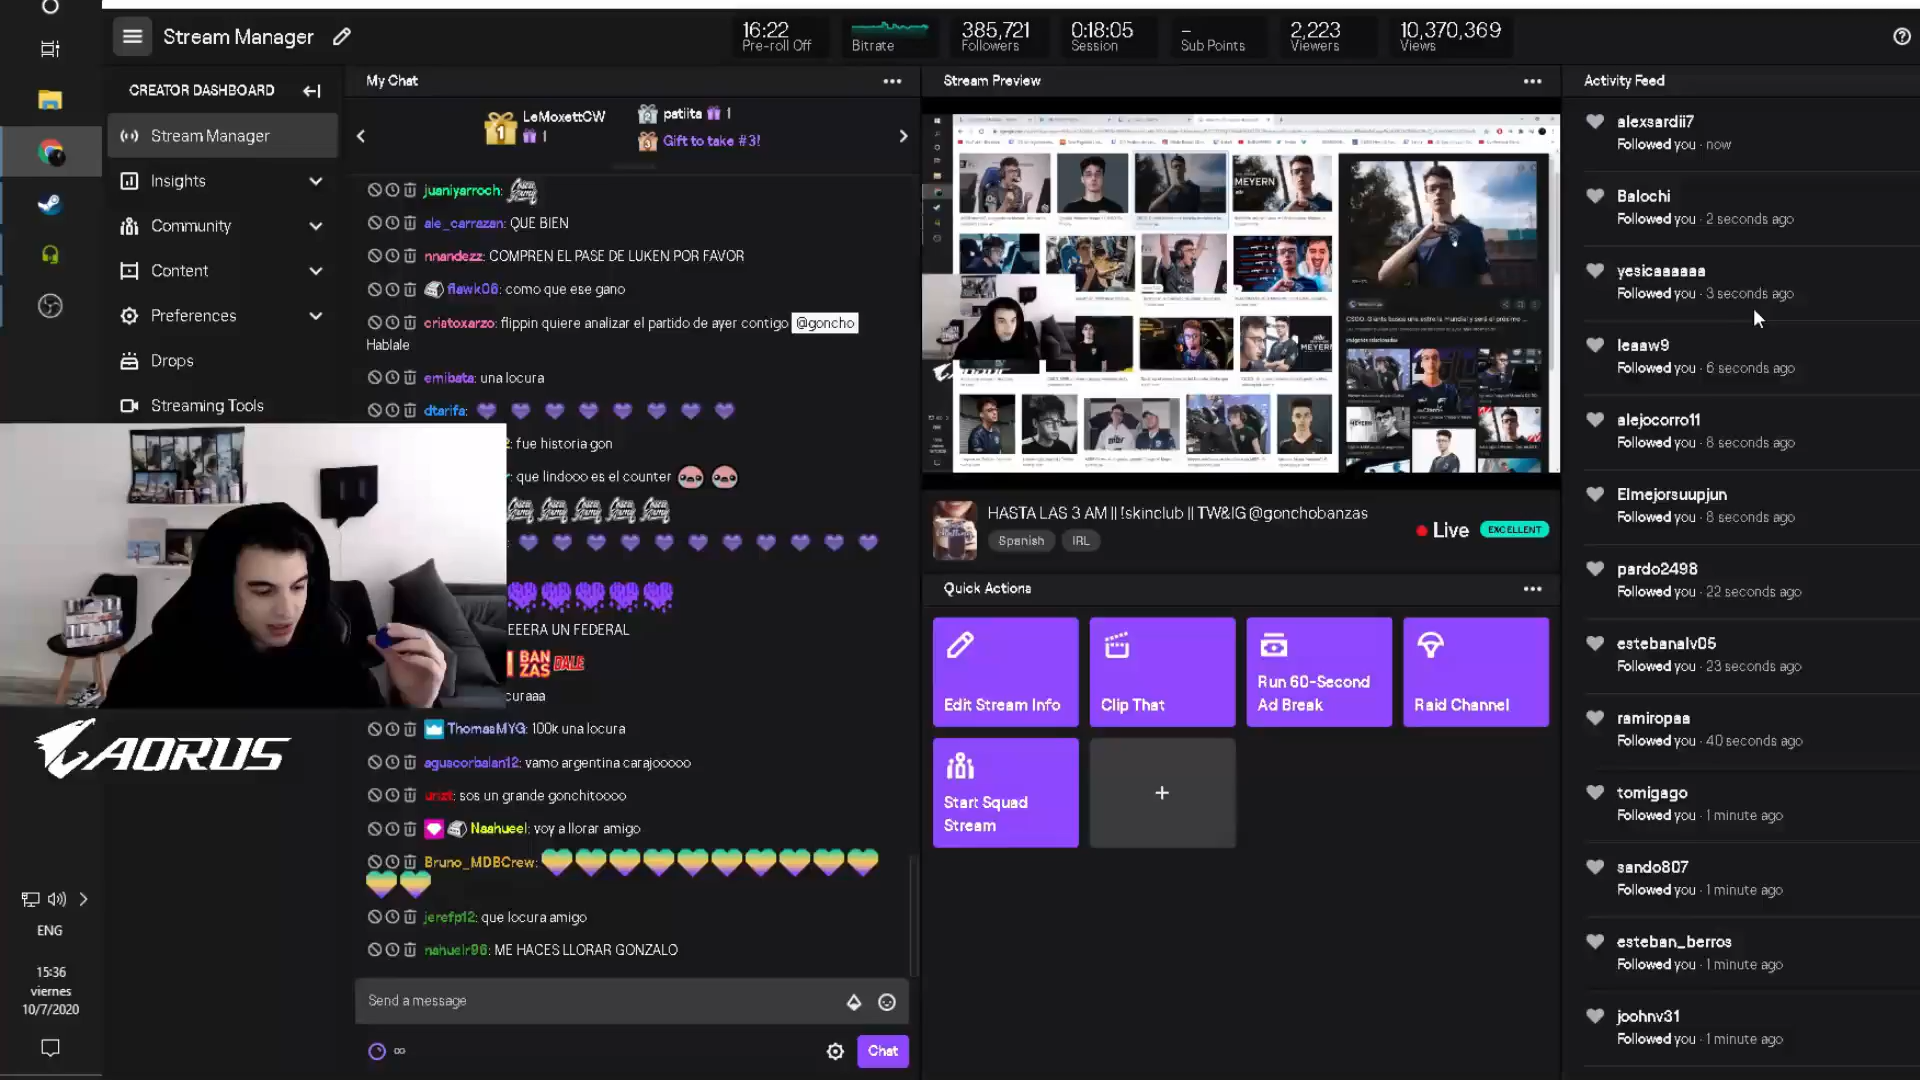 Stream Manager
16:22
Pre-roll Off
Bitrate
385,721
Followers
0:18:05
Session
–
Sub Points
2,223
Viewers
10,370,369
Views
CREATOR DASHBOARD
Stream Manager
Insights
Community
Content
Preferences
Drops
Streaming Tools
AORUS
ENG
15:36
viernes
10/7/2020
My Chat
1
LeMoxettCW
1
patiita 1
Gift to take #3!
juaniyarroch:
ale_carrazan: QUE BIEN
nnandezz: COMPREN EL PASE DE LUKEN POR FAVOR
flawk06: como que ese gano
cristoxarzo: flippin quiere analizar el partido de ayer contigo @goncho
Hablale
emibata: una locura
dtarifa:
: fue historia gon
: que lindooo es el counter
EEERA UN FEDERAL
BANZAS DALE
curaaa
ThomasMYG: 100k una locura
aguscorbalan12: vamo argentina carajooooo
: sos un grande gonchitoooo
Naahueel: voy a llorar amigo
Bruno_MDBCrew:
jerefp12: que locura amigo
nahuelr96: ME HACES LLORAR GONZALO
Send a message
∞
Chat
Stream Preview
MEYERN
MEYERN
AORUS
HASTA LAS 3 AM || !skinclub || TW&IG @gonchobanzas
Spanish
IRL
Live
EXCELLENT
Quick Actions
Edit Stream Info
Clip That
Run 60-Second
Ad Break
Raid Channel
Start Squad
Stream
+
Activity Feed
alexsardii7
Followed you · now
Balochi
Followed you · 2 seconds ago
yesicaaaaaa
Followed you · 3 seconds ago
leaaw9
Followed you · 6 seconds ago
alejocorro11
Followed you · 8 seconds ago
Elmejorsuupjun
Followed you · 8 seconds ago
pardo2498
Followed you · 22 seconds ago
estebanalv05
Followed you · 23 seconds ago
ramiropaa
Followed you · 40 seconds ago
tomigago
Followed you · 1 minute ago
sando807
Followed you · 1 minute ago
esteban_berros
Followed you · 1 minute ago
joohnv31
Followed you · 1 minute ago